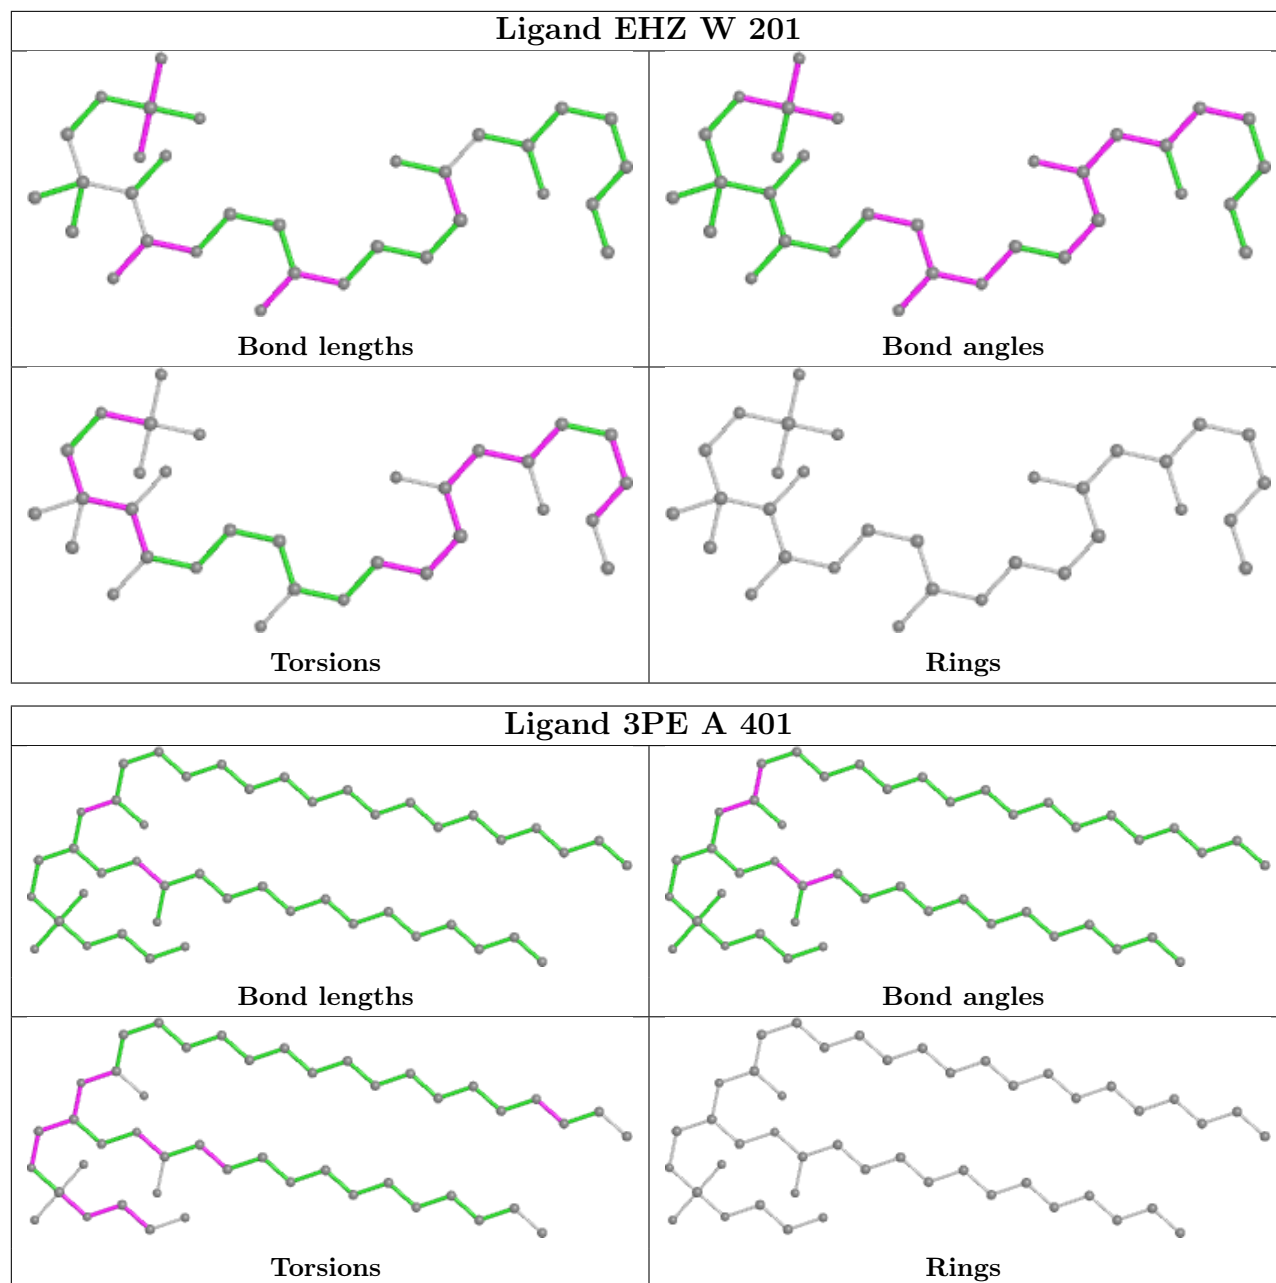 Ligand EHZ W 201
Bond lengths
Bond angles
Torsions
Rings
Ligand 3PE A 401
Bond lengths
Bond angles
Torsions
Rings